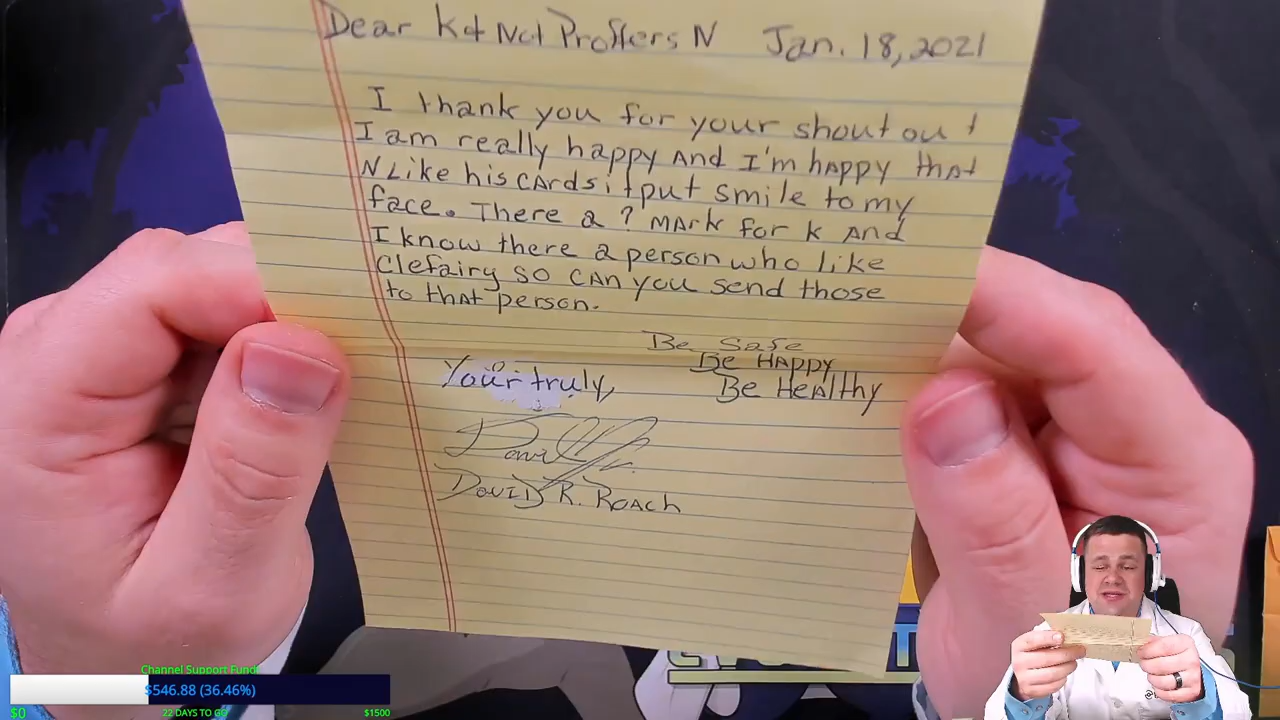 Dear K & Not Proffers N Jan. 18, 2021
I thank you for your shout out
I am really happy And I'm happy that
N Like his cArds it put smile to my
face. There a ? mArk for k And
I know there a person who like
Clefairy so cAn you send those
to that person.
Be Safe
Be HAppy
Be HeAlthy
Your truly,
DaviD R. RoAch
Channel Support Fund
$546.88 (36.46%)
$0 22 DAYS TO GO $1500